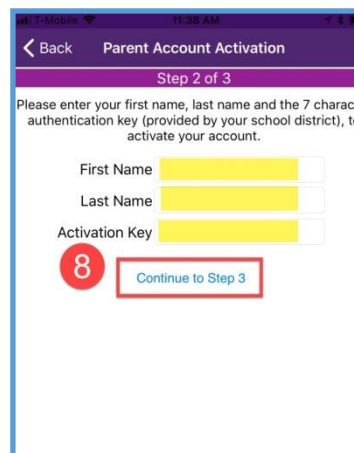 T-Mobile 11:38 AM
Back Parent Account Activation
Step 2 of 3
Please enter your first name, last name and the 7 charac
authentication key (provided by your school district), t
activate your account.
First Name
Last Name
Activation Key
8 Continue to Step 3